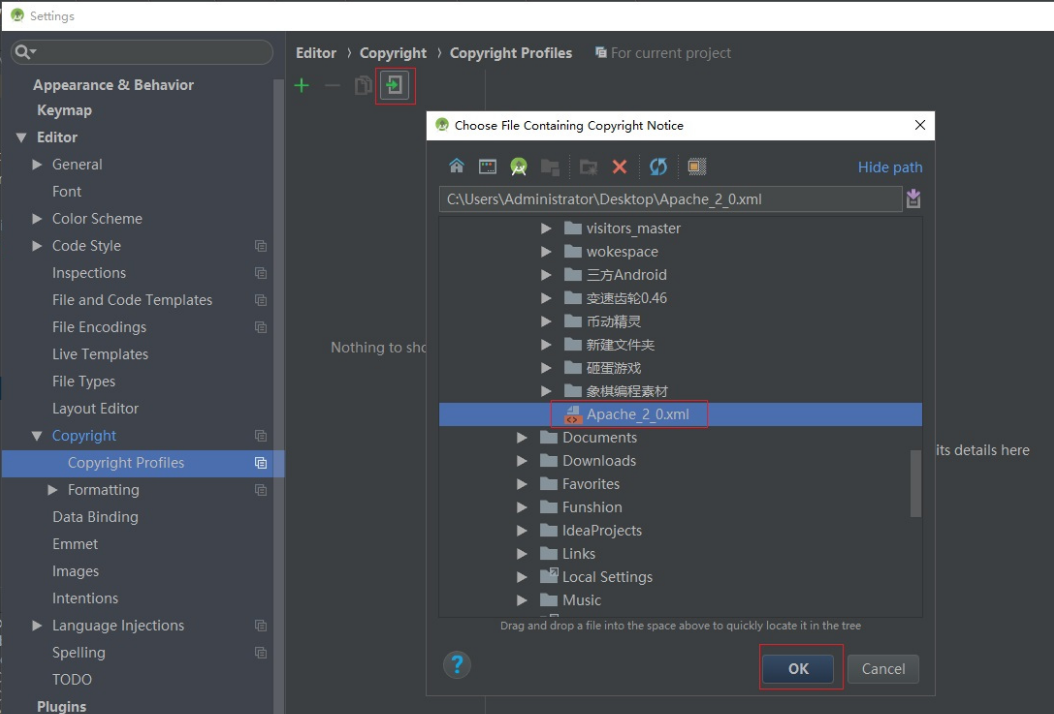 Settings
Editor › Copyright › Copyright Profiles For current project
Appearance & Behavior
Keymap
Editor
General
Font
Color Scheme
Code Style
Inspections
File and Code Templates
File Encodings
Live Templates
File Types
Layout Editor
Copyright
Copyright Profiles
Formatting
Data Binding
Emmet
Images
Intentions
Language Injections
Spelling
TODO
Plugins
Nothing to sho
Choose File Containing Copyright Notice
Hide path
C:\Users\Administrator\Desktop\Apache_2_0.xml
visitors_master
wokespace
三方Android
变速齿轮0.46
币动精灵
新建文件夹
砸蛋游戏
象棋编程素材
Apache_2_0.xml
Documents
Downloads
Favorites
Funshion
IdeaProjects
Links
Local Settings
Music
Drag and drop a file into the space above to quickly locate it in the tree
?
OK
Cancel
its details here